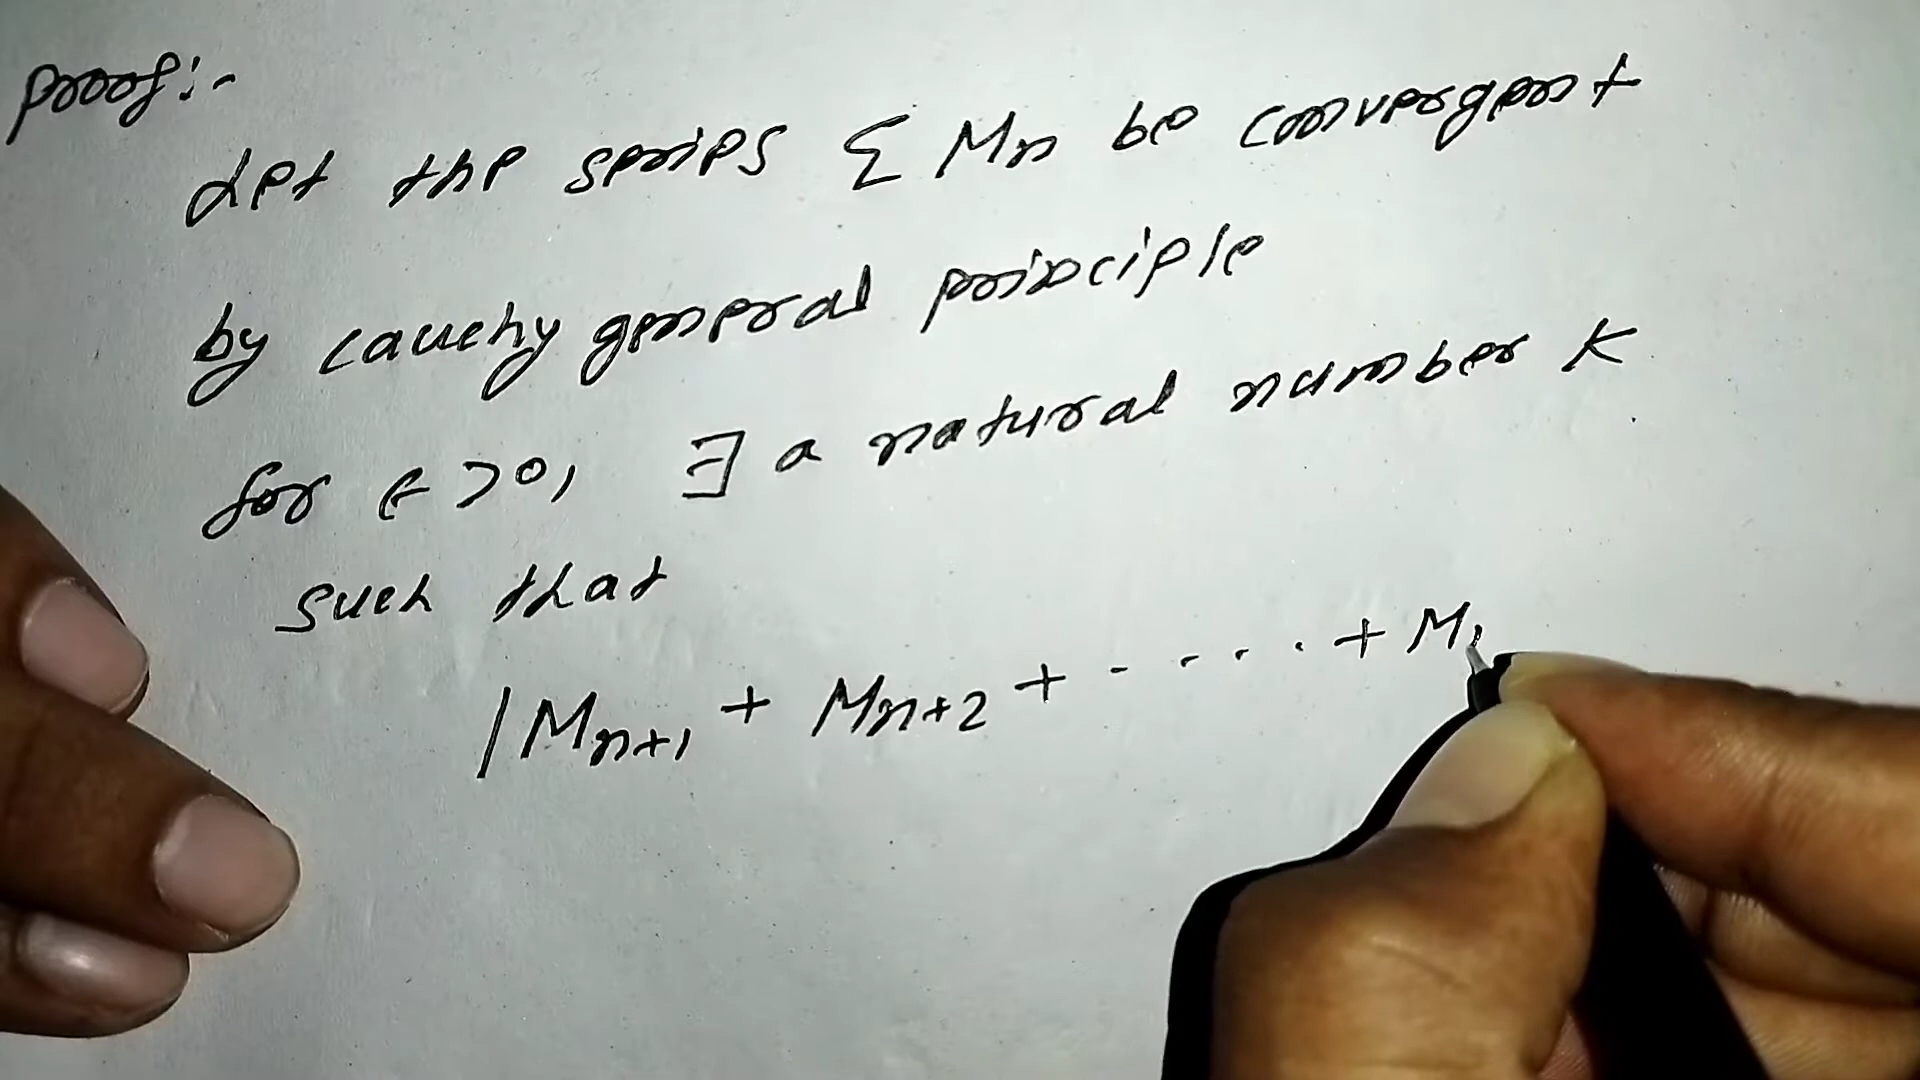 Proof:-
Let the series Σ Mn be convergent
by cauchy general principle
for ϵ >0, ∃ a natural number K
such that
|Mn+1 + Mn+2 + - . . . . + M